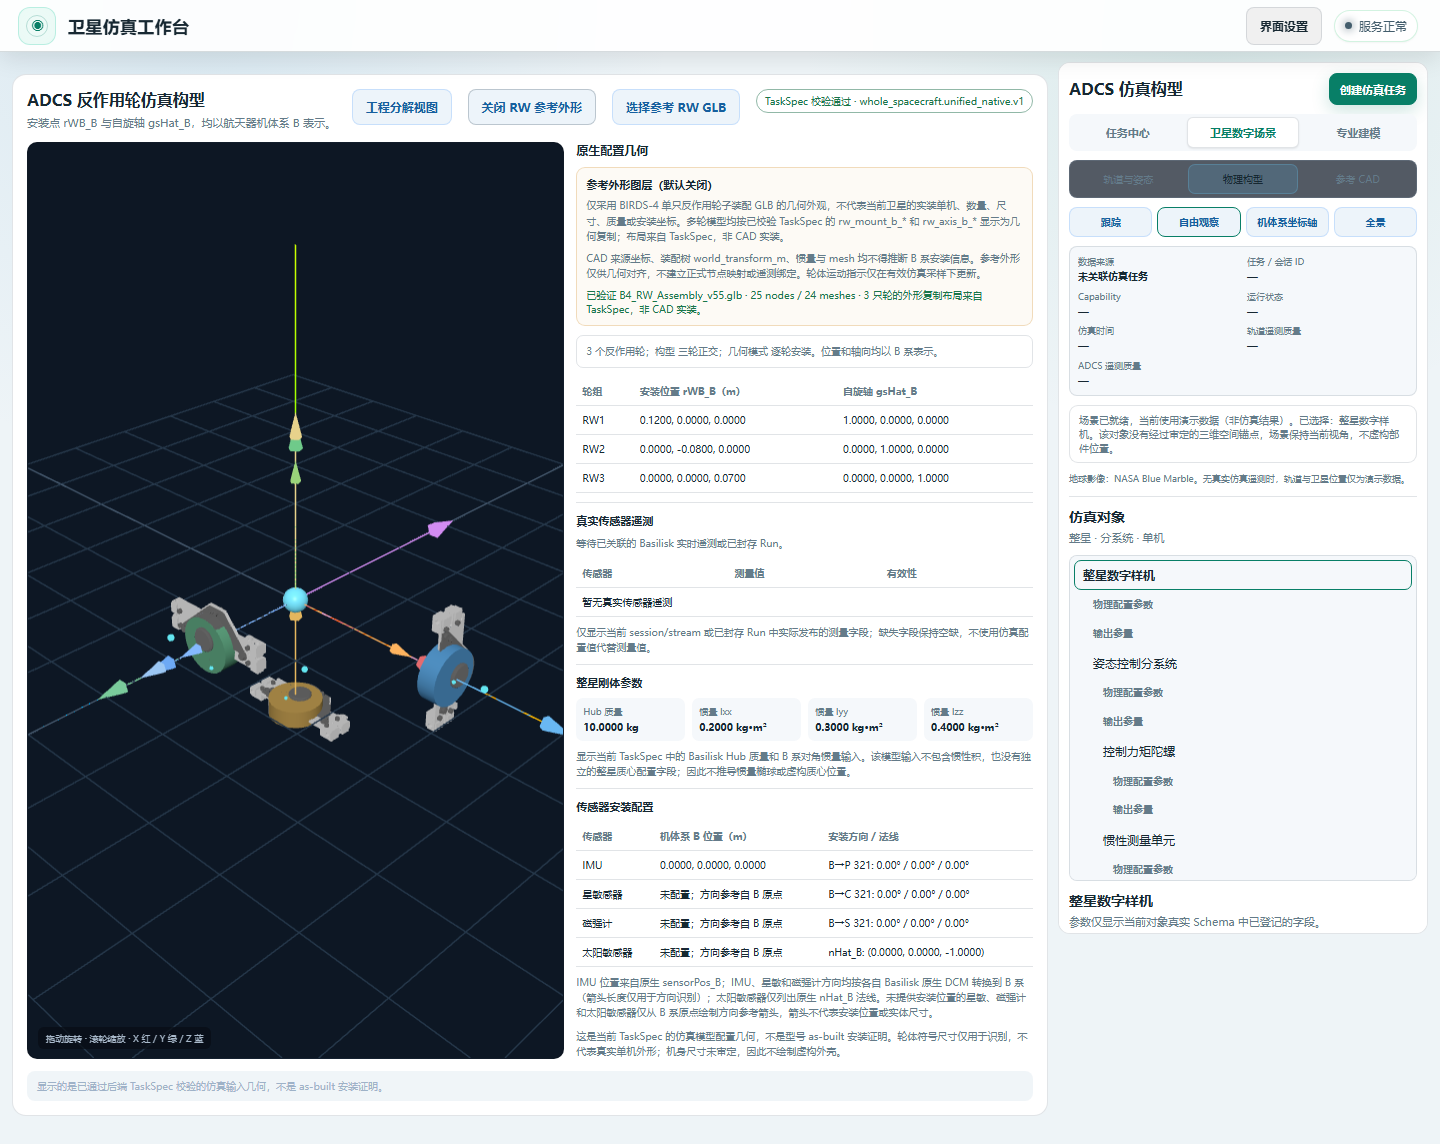 卫星仿真工作台
界面设置
服务正常
ADCS 反作用轮仿真构型
安装点 rWB_B 与自旋轴 gsHat_B，均以航天器机体系 B 表示。
工程分解视图
关闭 RW 参考外形
选择参考 RW GLB
TaskSpec 校验通过 · whole_spacecraft.unified_native.v1
拖动旋转 · 滚轮缩放 · X 红 / Y 绿 / Z 蓝
原生配置几何
参考外形图层（默认关闭）
仅采用 BIRDS-4 单只反作用轮子装配 GLB 的几何外观，不代表当前卫星的实装单机、数量、尺
寸、质量或安装坐标。多轮模型均按已校验 TaskSpec 的 rw_mount_b_* 和 rw_axis_b_* 显示为几
何复制；布局来自 TaskSpec，非 CAD 实装。
CAD 来源坐标、装配树 world_transform_m、惯量与 mesh 均不得推断 B 系安装信息。参考外形
仅供几何对齐，不建立正式节点映射或遥测绑定。轮体运动指示仅在有效仿真采样下更新。
已验证 B4_RW_Assembly_v55.glb · 25 nodes / 24 meshes · 3 只轮的外形复制布局来自
TaskSpec，非 CAD 实装。
3 个反作用轮；构型 三轮正交；几何模式 逐轮安装。位置和轴向均以 B 系表示。
轮组 安装位置 rWB_B（m） 自旋轴 gsHat_B
RW1 0.1200, 0.0000, 0.0000 1.0000, 0.0000, 0.0000
RW2 0.0000, -0.0800, 0.0000 0.0000, 1.0000, 0.0000
RW3 0.0000, 0.0000, 0.0700 0.0000, 0.0000, 1.0000
真实传感器遥测
等待已关联的 Basilisk 实时遥测或已封存 Run。
传感器 测量值 有效性
暂无真实传感器遥测
仅显示当前 session/stream 或已封存 Run 中实际发布的测量字段；缺失字段保持空缺，不使用仿真配
置值代替测量值。
整星刚体参数
Hub 质量 惯量 Ixx 惯量 Iyy 惯量 Izz
10.0000 kg 0.2000 kg·m² 0.3000 kg·m² 0.4000 kg·m²
显示当前 TaskSpec 中的 Basilisk Hub 质量和 B 系对角惯量输入。该模型输入不包含惯性积，也没有独
立的整星质心配置字段；因此不推导惯量椭球或虚构质心位置。
传感器安装配置
传感器 机体系 B 位置（m） 安装方向 / 法线
IMU 0.0000, 0.0000, 0.0000 B→P 321: 0.00° / 0.00° / 0.00°
星敏感器 未配置；方向参考自 B 原点 B→C 321: 0.00° / 0.00° / 0.00°
磁强计 未配置；方向参考自 B 原点 B→S 321: 0.00° / 0.00° / 0.00°
太阳敏感器 未配置；方向参考自 B 原点 nHat_B: (0.0000, 0.0000, -1.0000)
IMU 位置来自原生 sensorPos_B；IMU、星敏和磁强计方向均按各自 Basilisk 原生 DCM 转换到 B 系
（箭头长度仅用于方向识别）；太阳敏感器仅列出原生 nHat_B 法线。未提供安装位置的星敏、磁强计
和太阳敏感器仅从 B 系原点绘制方向参考箭头，箭头不代表安装位置或实体尺寸。
这是当前 TaskSpec 的仿真模型配置几何，不是型号 as-built 安装证明。轮体符号尺寸仅用于识别，不
代表真实单机外形；机身尺寸未审定，因此不绘制虚构外壳。
显示的是已通过后端 TaskSpec 校验的仿真输入几何，不是 as-built 安装证明。
ADCS 仿真构型
创建仿真任务
任务中心 卫星数字场景 专业建模
轨道与姿态 物理构型 参考 CAD
跟踪 自由观察 机体系坐标轴 全景
数据来源 任务 / 会话 ID
未关联仿真任务 —
Capability 运行状态
— —
仿真时间 轨道遥测质量
— —
ADCS 遥测质量
—
场景已就绪，当前使用演示数据（非仿真结果）。已选择：整星数字样
机。该对象没有经过审定的三维空间锚点，场景保持当前视角，不虚构部
件位置。
地球影像：NASA Blue Marble。无真实仿真遥测时，轨道与卫星位置仅为演示数据。
仿真对象
整星 · 分系统 · 单机
整星数字样机
物理配置参数
输出参量
姿态控制分系统
物理配置参数
输出参量
控制力矩陀螺
物理配置参数
输出参量
惯性测量单元
物理配置参数
整星数字样机
参数仅显示当前对象真实 Schema 中已登记的字段。